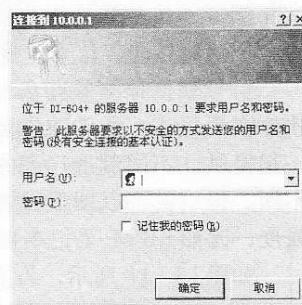 连接到 10.0.0.1
位于 DI-604+ 的服务器 10.0.0.1 要求用户名和密码。
警告: 此服务器要求以不安全的方式发送您的用户名和
密码(没有安全连接的基本认证)。
用户名(U):
密码(P):
记住我的密码(R)
确定
取消